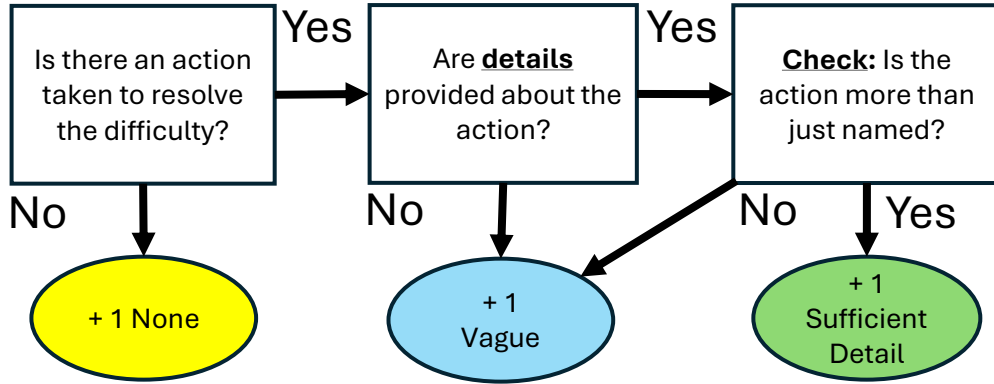 Is there an action
taken to resolve
the difficulty?
Yes
Are details
provided about the
action?
Yes
Check: Is the
action more than
just named?
No
No
No
Yes
+ 1 None
+ 1
Vague
+ 1
Sufficient
Detail